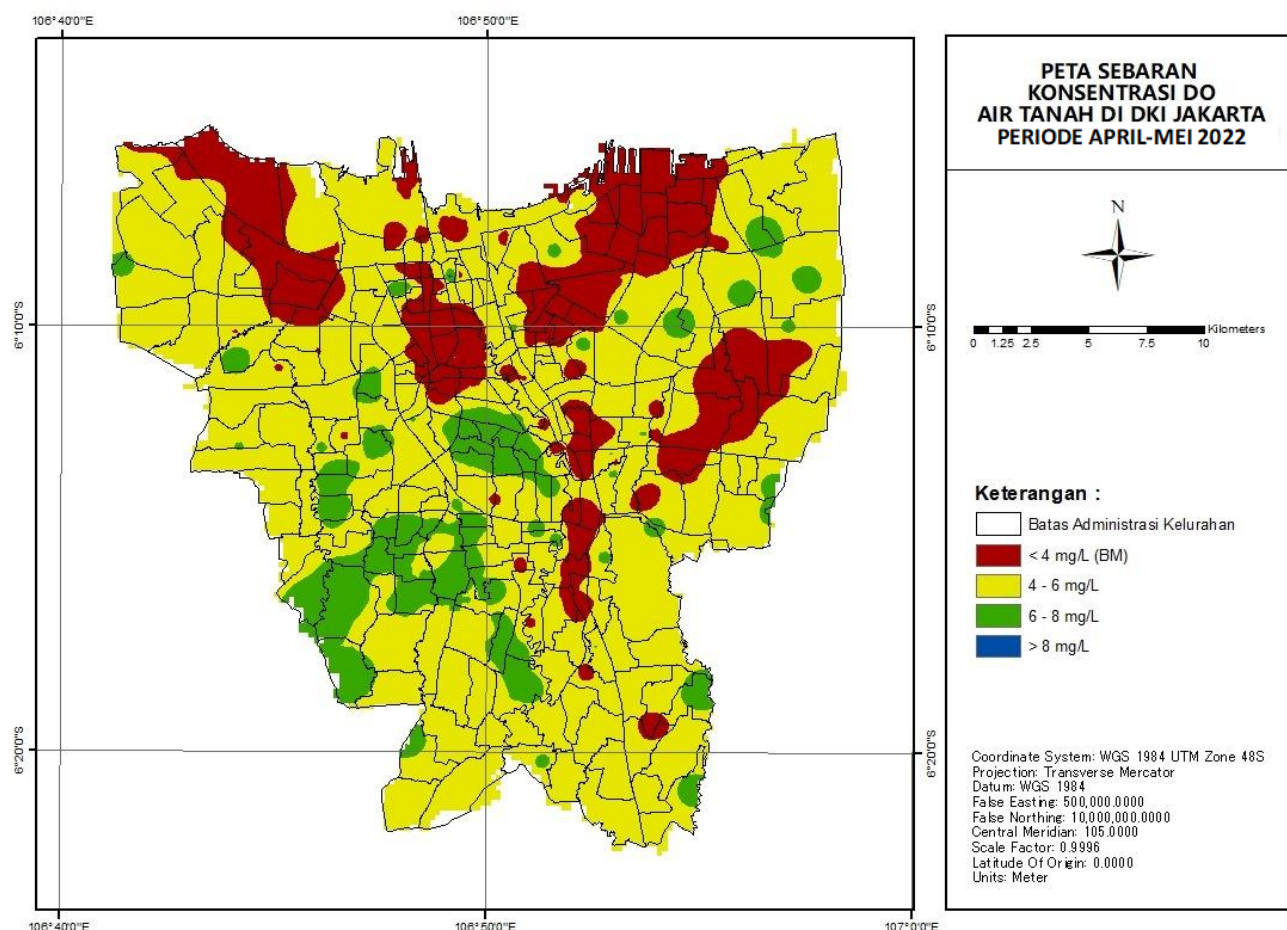 106°40'0"E
106°50'0"E
6°10'0"S
6°10'0"S
6°20'0"S
6°20'0"S
106°40'0"E
106°50'0"E
107°0'0"E
PETA SEBARAN
KONSENTRASI DO
AIR TANAH DI DKI JAKARTA
PERIODE APRIL-MEI 2022
N
Kilometers
0 1.25 2.5 5 7.5 10
Keterangan :
Batas Administrasi Kelurahan
< 4 mg/L (BM)
4 - 6 mg/L
6 - 8 mg/L
> 8 mg/L
Coordinate System: WGS 1984 UTM Zone 48S
Projection: Transverse Mercator
Datum: WGS 1984
False Easting: 500,000.0000
False Northing: 10,000,000.0000
Central Meridian: 105.0000
Scale Factor: 0.9996
Latitude Of Origin: 0.0000
Units: Meter